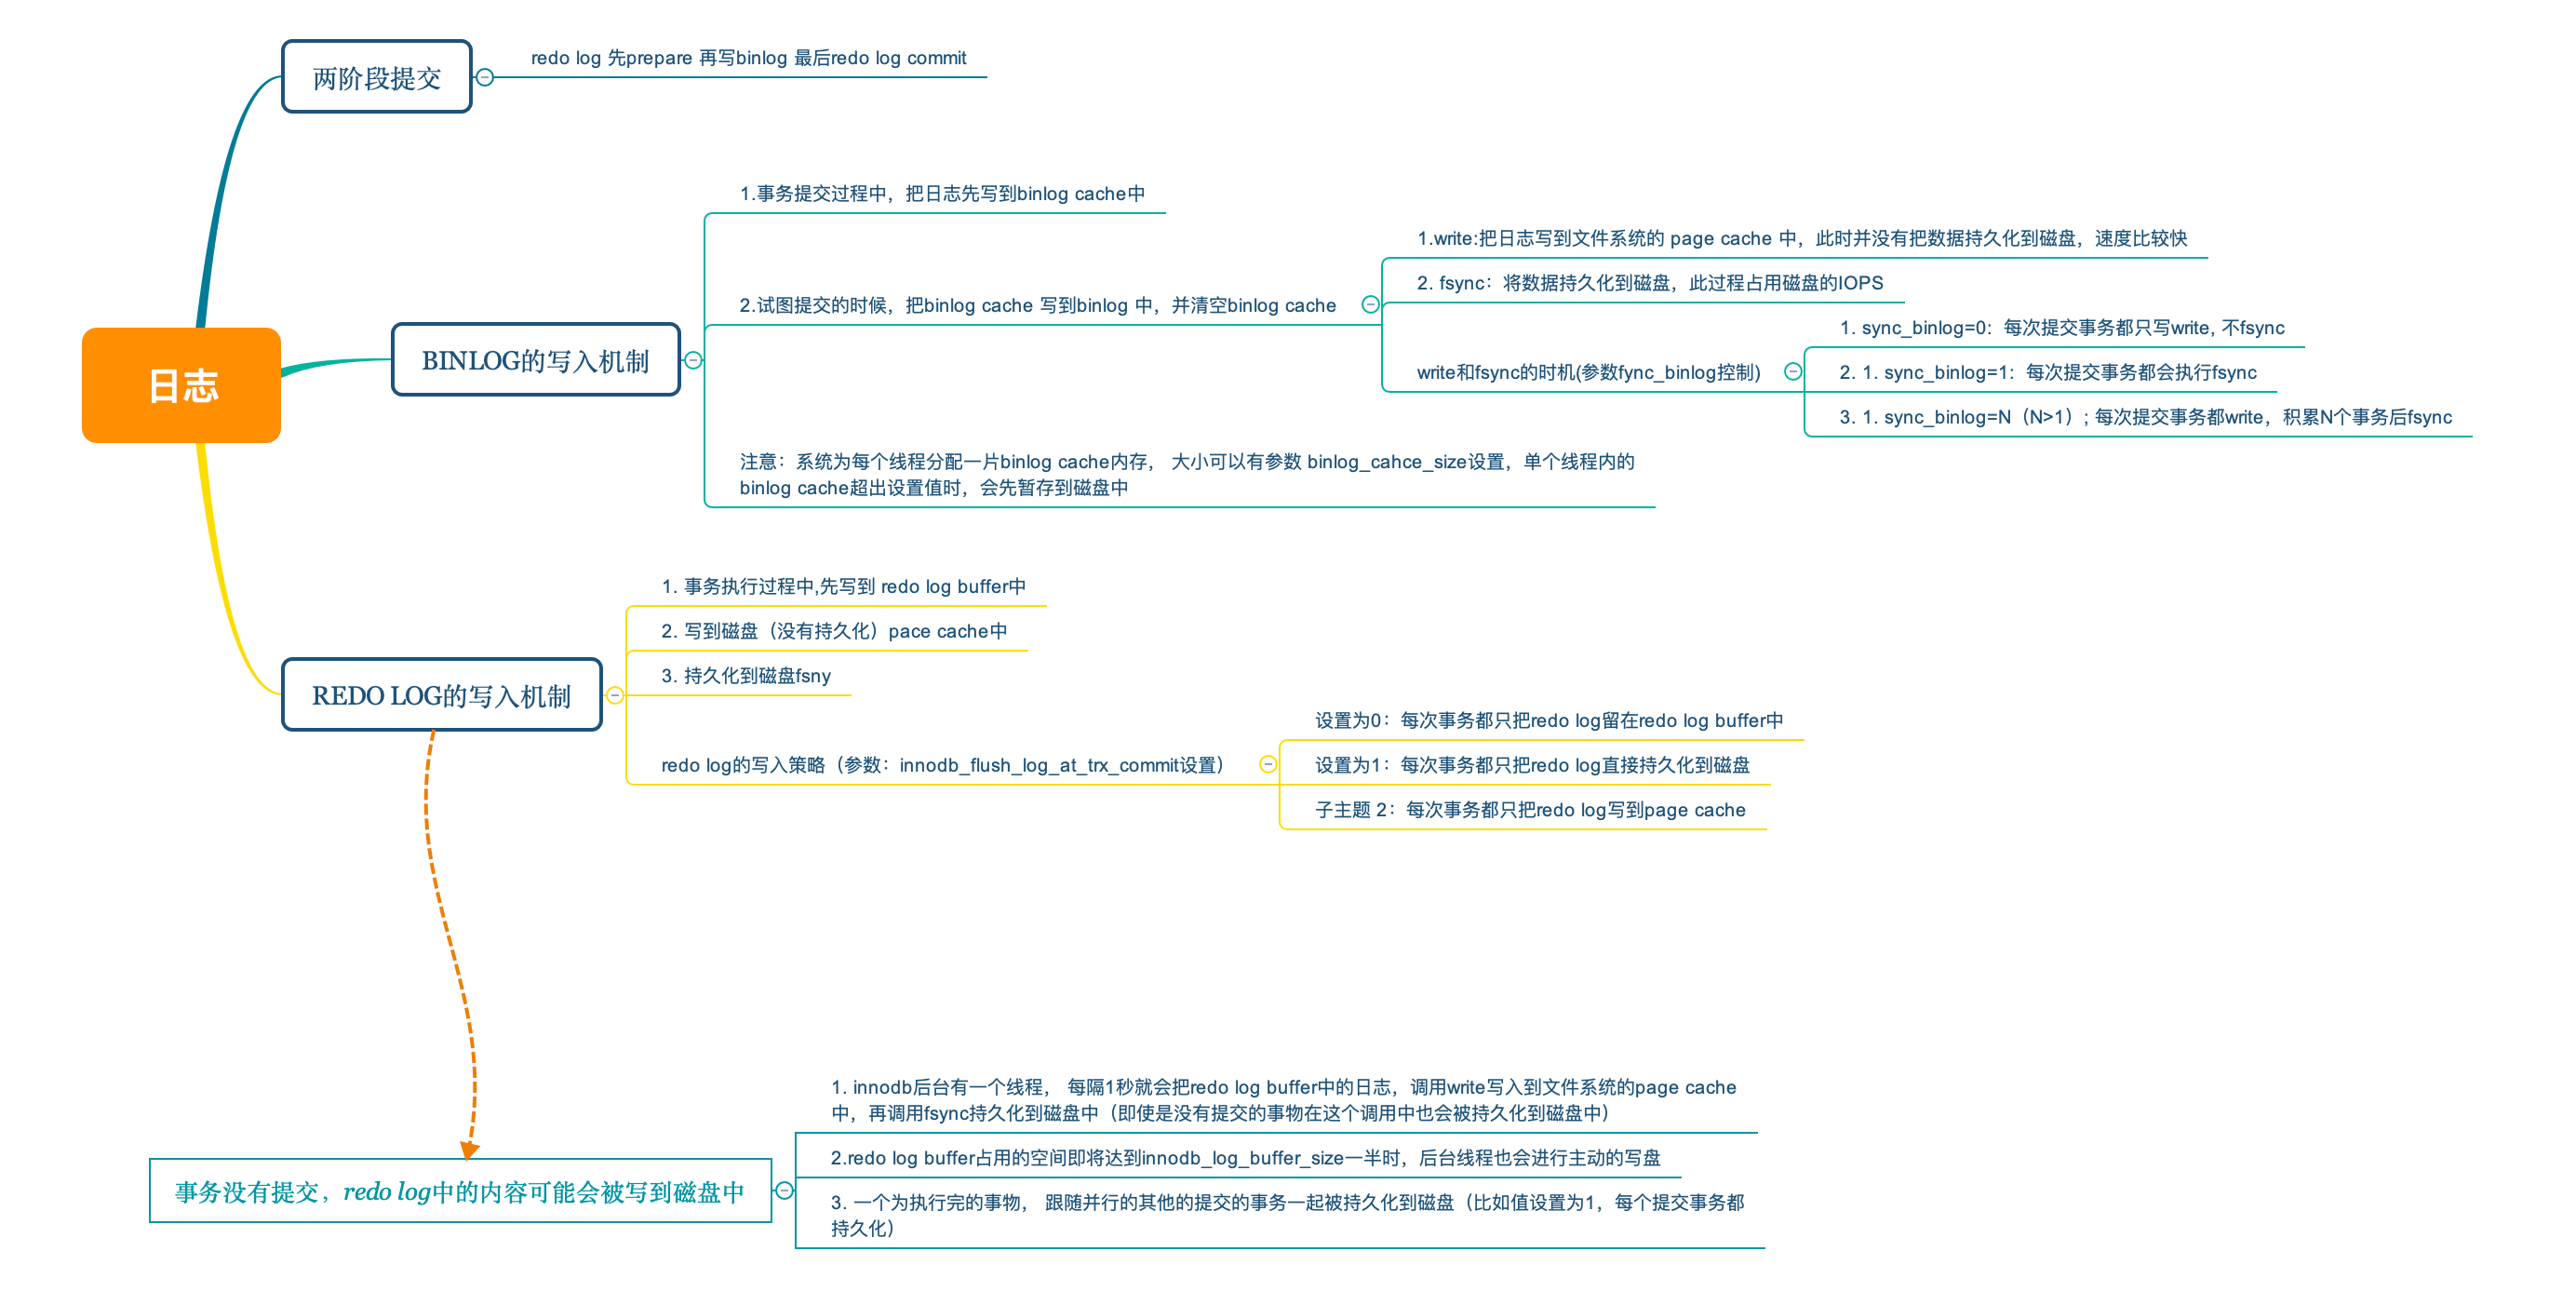 两阶段提交
redo log 先prepare 再写binlog 最后redo log commit
日志
BINLOG的写入机制
1.事务提交过程中，把日志先写到binlog cache中
2.试图提交的时候，把binlog cache 写到binlog 中，并清空binlog cache
1.write:把日志写到文件系统的 page cache 中，此时并没有把数据持久化到磁盘，速度比较快
2. fsync：将数据持久化到磁盘，此过程占用磁盘的IOPS
write和fsync的时机(参数fync_binlog控制)
1. sync_binlog=0：每次提交事务都只写write, 不fsync
2. 1. sync_binlog=1：每次提交事务都会执行fsync
3. 1. sync_binlog=N（N>1）; 每次提交事务都write，积累N个事务后fsync
注意：系统为每个线程分配一片binlog cache内存， 大小可以有参数 binlog_cahce_size设置，单个线程内的
binlog cache超出设置值时，会先暂存到磁盘中
REDO LOG的写入机制
1. 事务执行过程中,先写到 redo log buffer中
2. 写到磁盘（没有持久化）pace cache中
3. 持久化到磁盘fsny
redo log的写入策略（参数：innodb_flush_log_at_trx_commit设置）
设置为0：每次事务都只把redo log留在redo log buffer中
设置为1：每次事务都只把redo log直接持久化到磁盘
子主题 2：每次事务都只把redo log写到page cache
事务没有提交，redo log中的内容可能会被写到磁盘中
1. innodb后台有一个线程， 每隔1秒就会把redo log buffer中的日志，调用write写入到文件系统的page cache
中，再调用fsync持久化到磁盘中（即使是没有提交的事物在这个调用中也会被持久化到磁盘中）
2.redo log buffer占用的空间即将达到innodb_log_buffer_size一半时，后台线程也会进行主动的写盘
3. 一个为执行完的事物， 跟随并行的其他的提交的事务一起被持久化到磁盘（比如值设置为1，每个提交事务都
持久化）